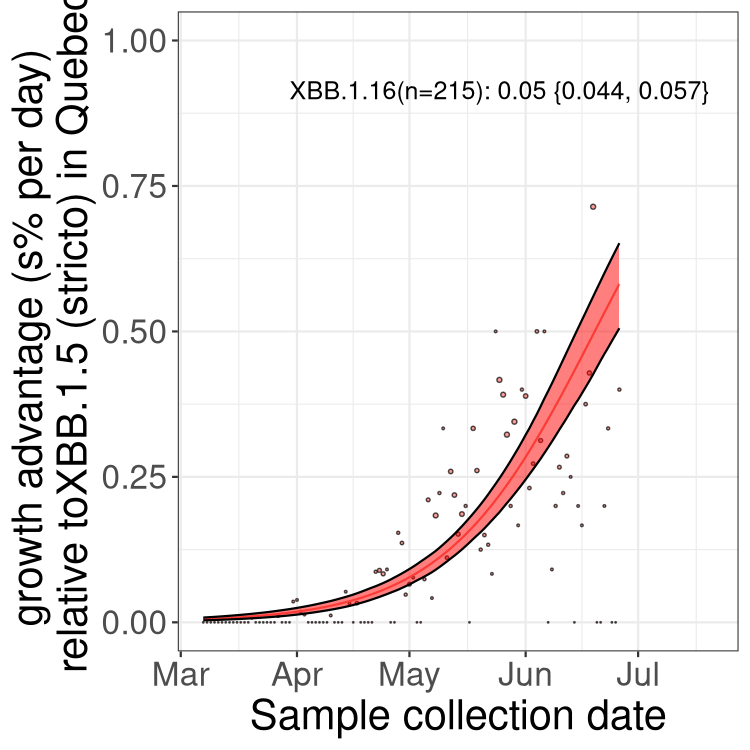 growth advantage (s% per day)
relative toXBB.1.5 (stricto) in Quebec
1.00
0.75
0.50
0.25
0.00
XBB.1.16(n=215): 0.05 {0.044, 0.057}
Mar Apr May Jun Jul
Sample collection date